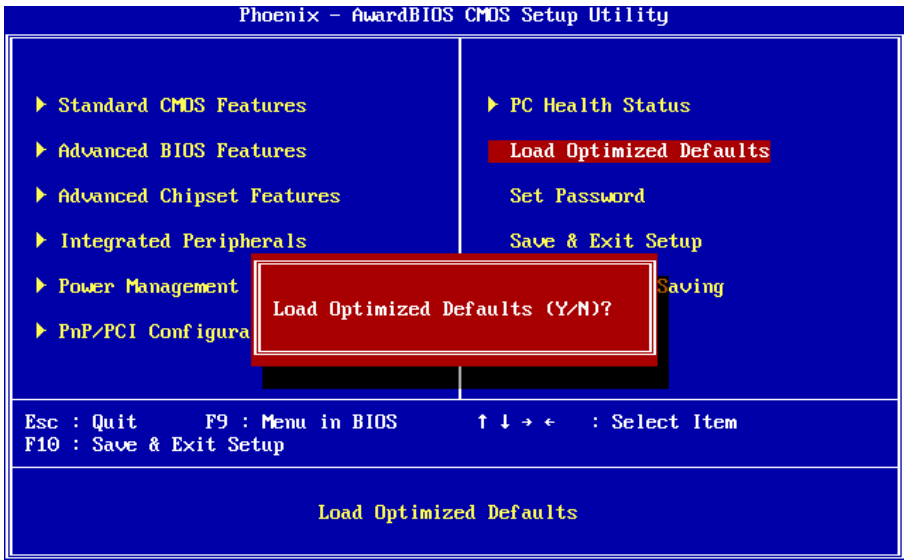 Phoenix - AwardBIOS CMOS Setup Utility
Standard CMOS Features
Advanced BIOS Features
Advanced Chipset Features
Integrated Peripherals
Power Management
PnP/PCI Configura
PC Health Status
Load Optimized Defaults
Set Password
Save & Exit Setup
Saving
Load Optimized Defaults (Y/N)?
Esc : Quit F9 : Menu in BIOS ↑ ↓ → ← : Select Item
F10 : Save & Exit Setup
Load Optimized Defaults